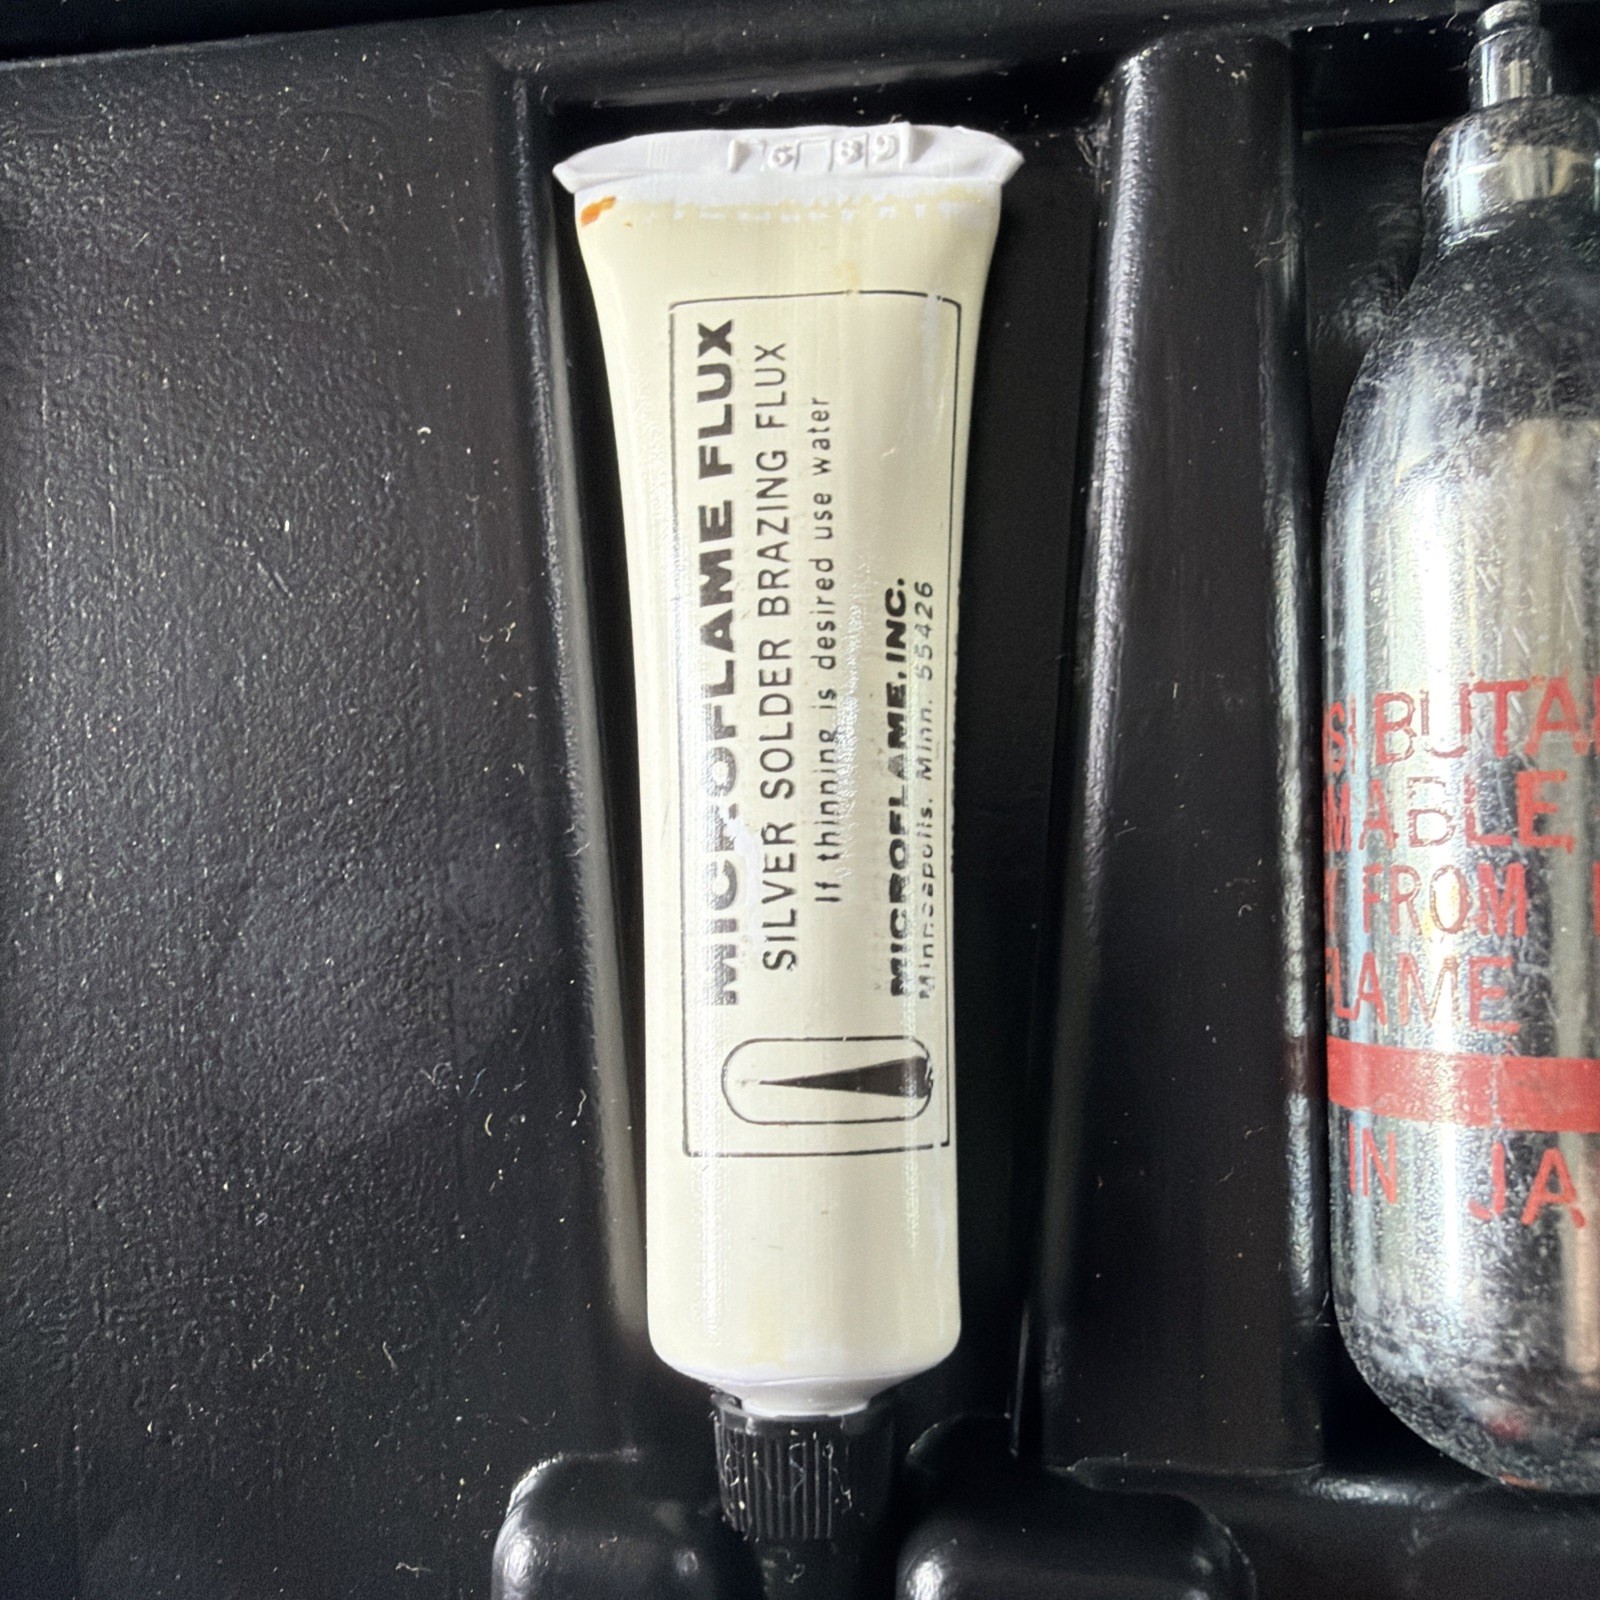 MICROFLAME FLUX
SILVER SOLDER BRAZING FLUX
If thinning is desired use water
MICROFLAME, INC.
Minneapolis, Minn. 55426
BUTA
MABLE
FROM
LAME
IN JA